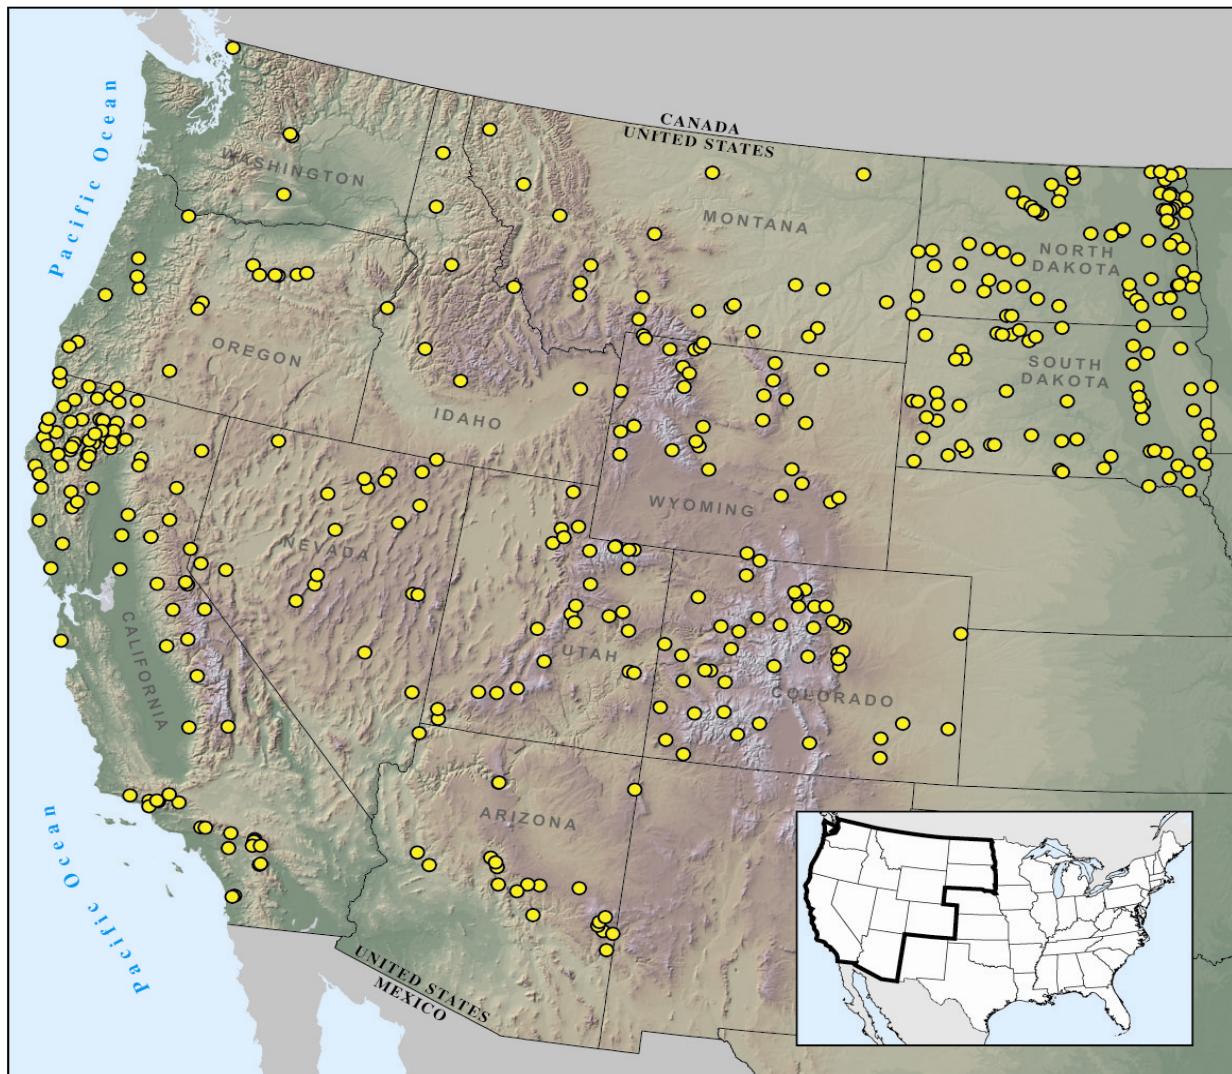 Pacific Ocean
CANADA
UNITED STATES
WASHINGTON
MONTANA
NORTH
DAKOTA
OREGON
IDAHO
SOUTH
DAKOTA
WYOMING
NEVADA
CALIFORNIA
UTAH
COLORADO
ARIZONA
Pacific Ocean
UNITED STATES
MEXICO